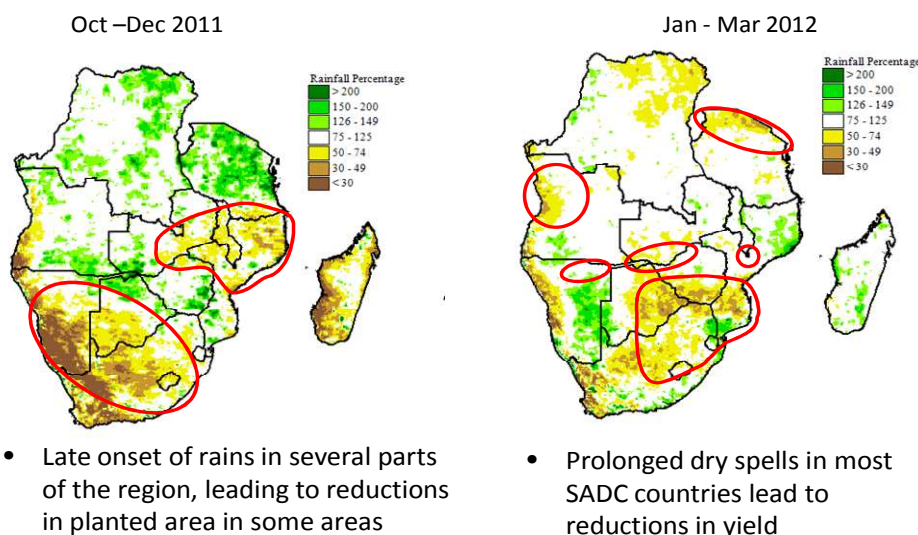 Oct –Dec 2011
Rainfall Percentage
> 200
150 - 200
126 - 149
75 - 125
50 - 74
30 - 49
< 30
• Late onset of rains in several parts
of the region, leading to reductions
in planted area in some areas
Jan - Mar 2012
Rainfall Percentage
> 200
150 - 200
126 - 149
75 - 125
50 - 74
30 - 49
< 30
• Prolonged dry spells in most
SADC countries lead to
reductions in yield